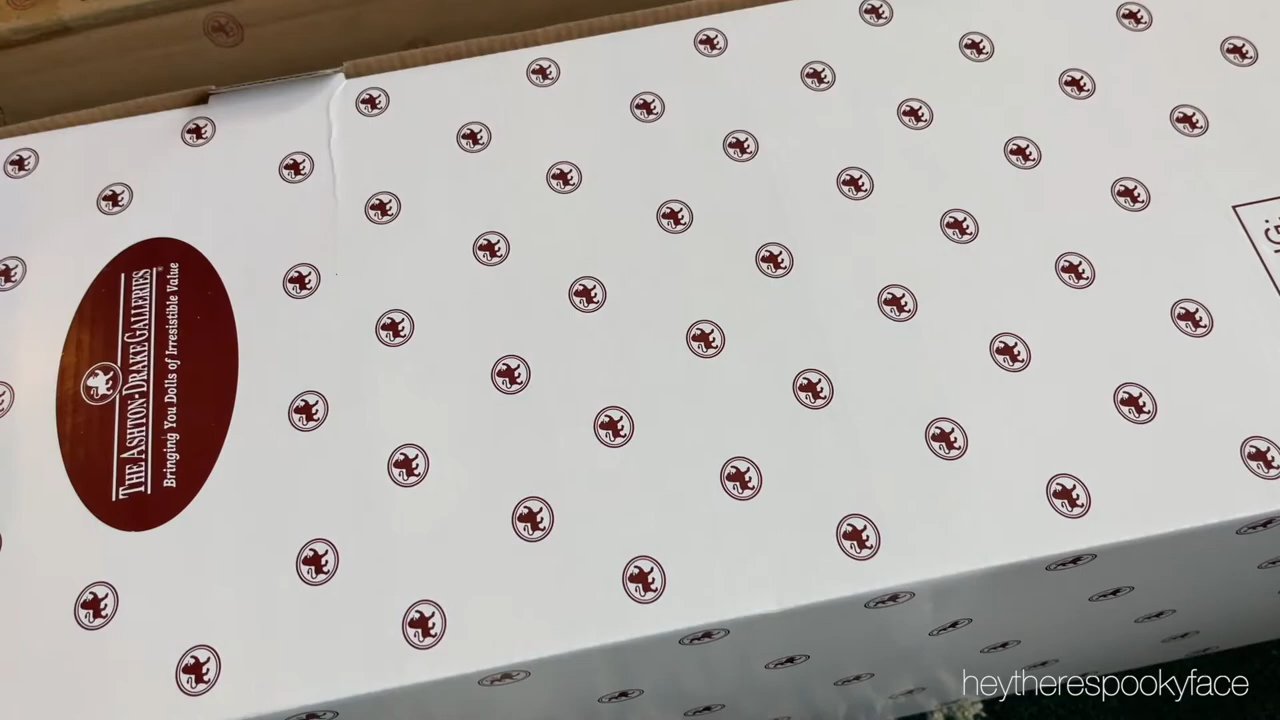 THE ASHTON-DRAKE GALLERIES®
Bringing You Dolls of Irresistible Value
heytherespookyface